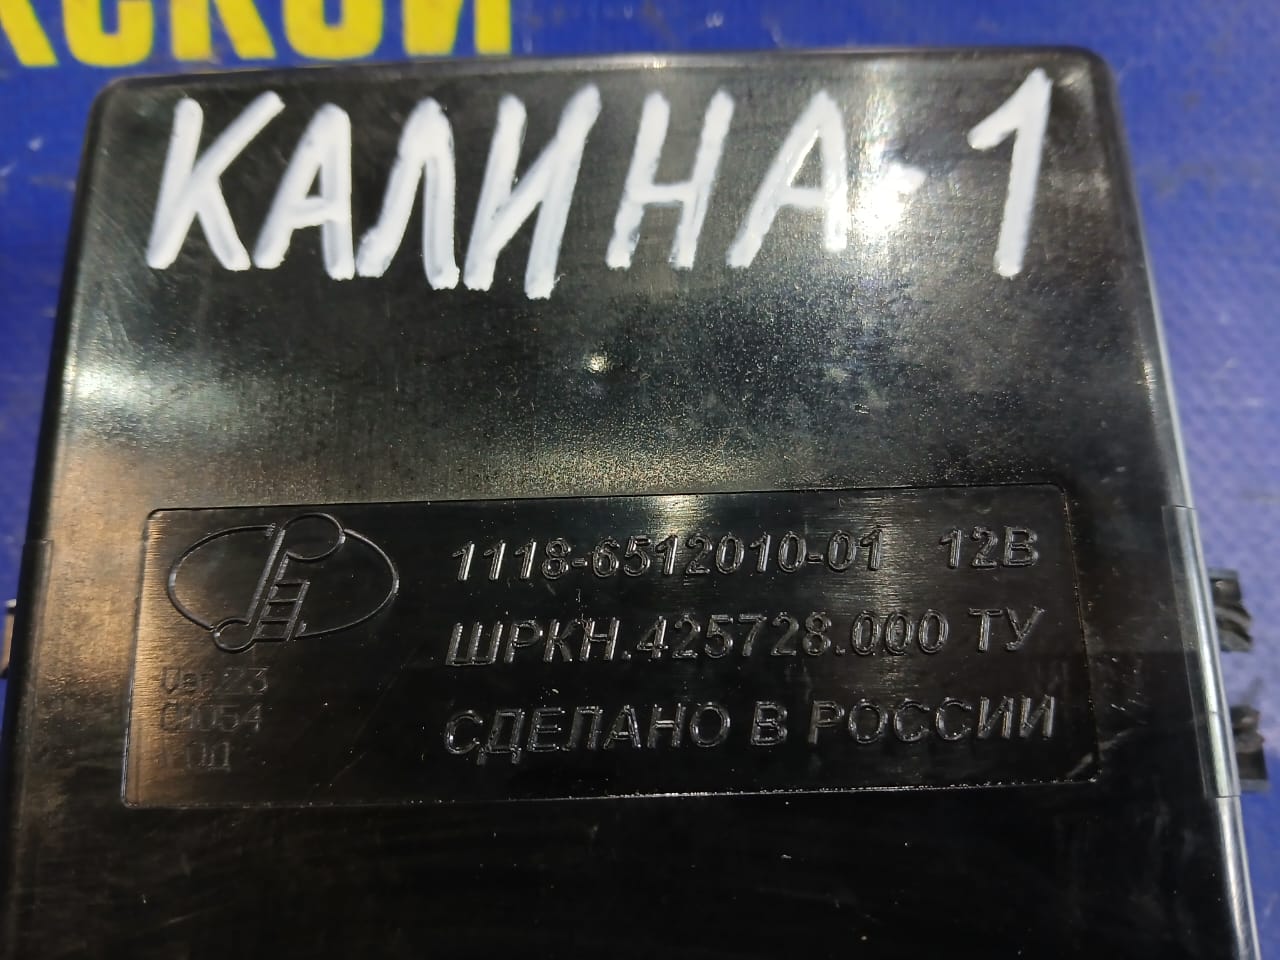 КАЛИНА-1
1118-6512010-01 12В
ШРКН.425728.000 ТУ
СДЕЛАНО В РОССИИ